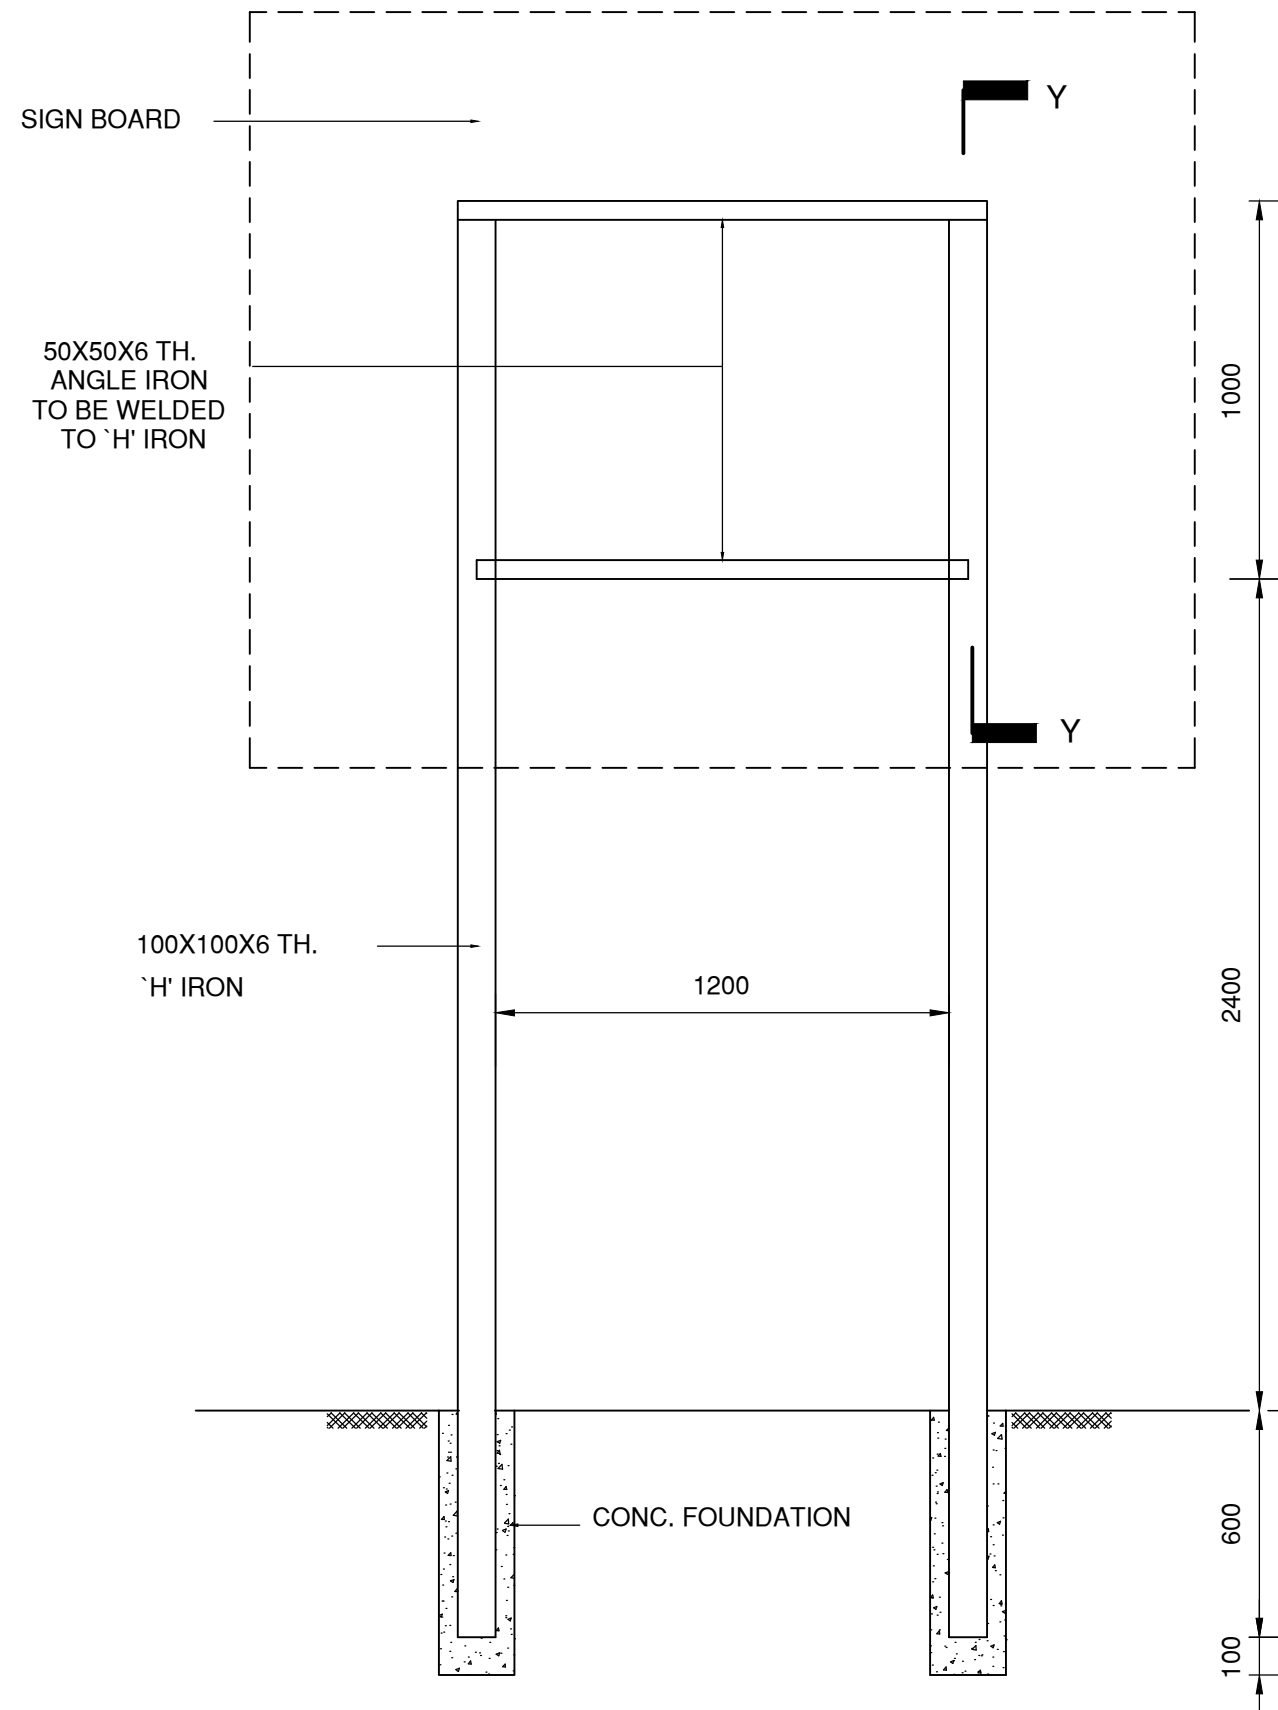 Y
SIGN BOARD
50X50X6 TH.
ANGLE IRON
TO BE WELDED
TO `H' IRON
1000
Y
100X100X6 TH.
`H' IRON
1200
2400
CONC. FOUNDATION
600
100